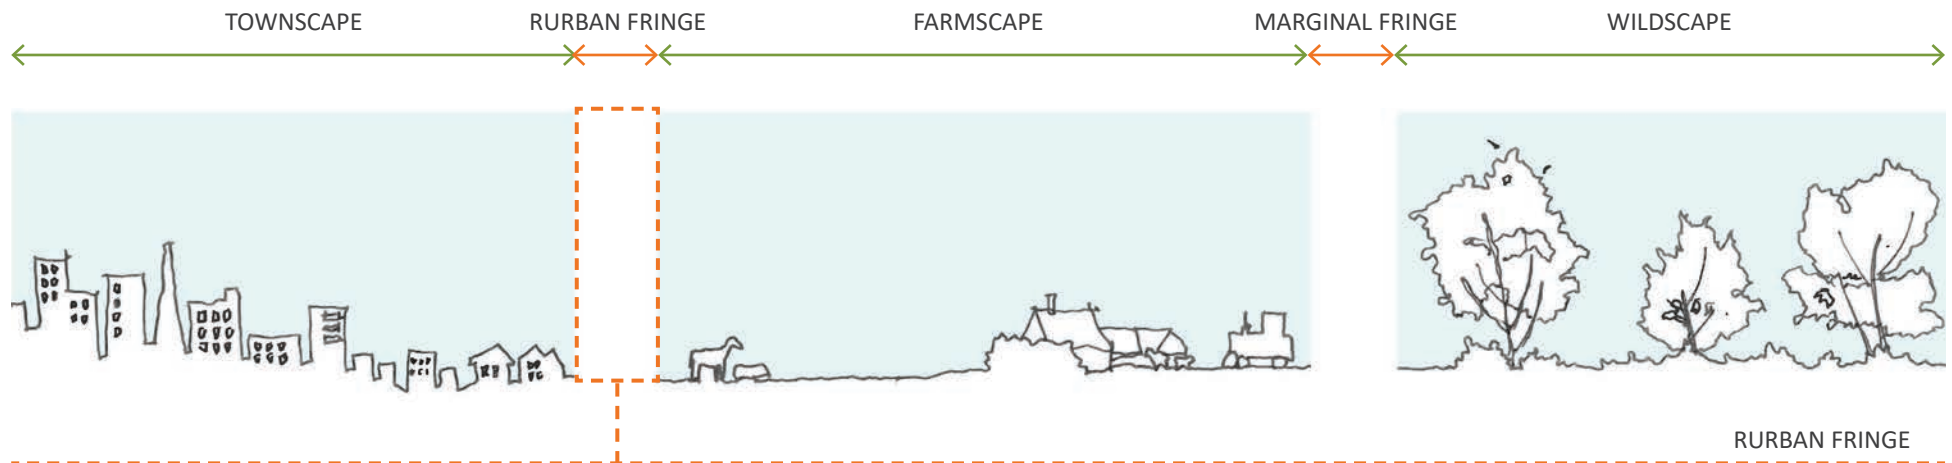 TOWNSCAPE
RURBAN FRINGE
FARMSCAPE
MARGINAL FRINGE
WILDSCAPE
RURBAN FRINGE